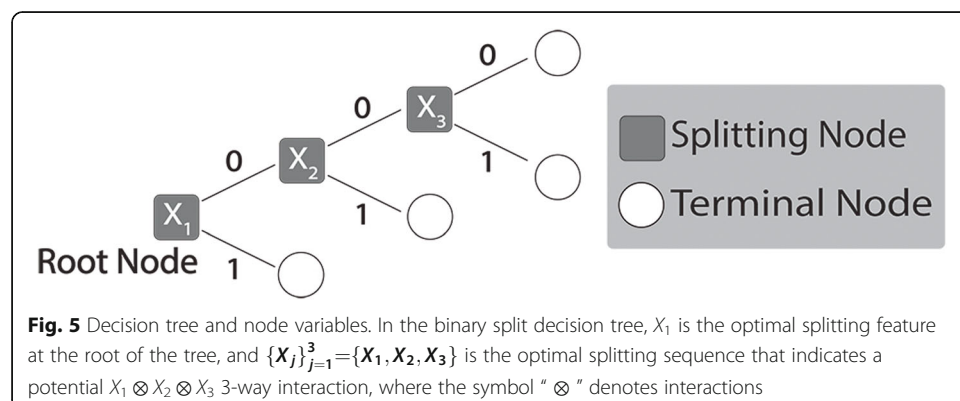 0
X₃
0
1
Splitting Node
0
X₂
1
Terminal Node
X₁
Root Node
1
Fig. 5 Decision tree and node variables. In the binary split decision tree, X₁ is the optimal splitting feature
at the root of the tree, and {Xⱼ}³ⱼ₌₁={X₁, X₂, X₃} is the optimal splitting sequence that indicates a
potential X₁ ⊗ X₂ ⊗ X₃ 3-way interaction, where the symbol “ ⊗ ” denotes interactions